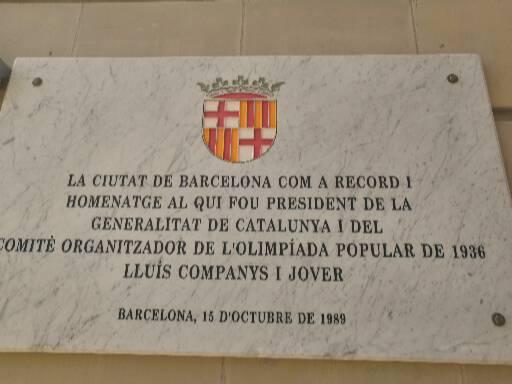 LA CIUTAT DE BARCELONA COM A RECORD I
HOMENATGE AL QUI FOU PRESIDENT DE LA
GENERALITAT DE CATALUNYA I DEL
COMITÈ ORGANITZADOR DE L'OLIMPÍADA POPULAR DE 1936
LLUÍS COMPANYS I JOVER
BARCELONA, 15 D'OCTUBRE DE 1989